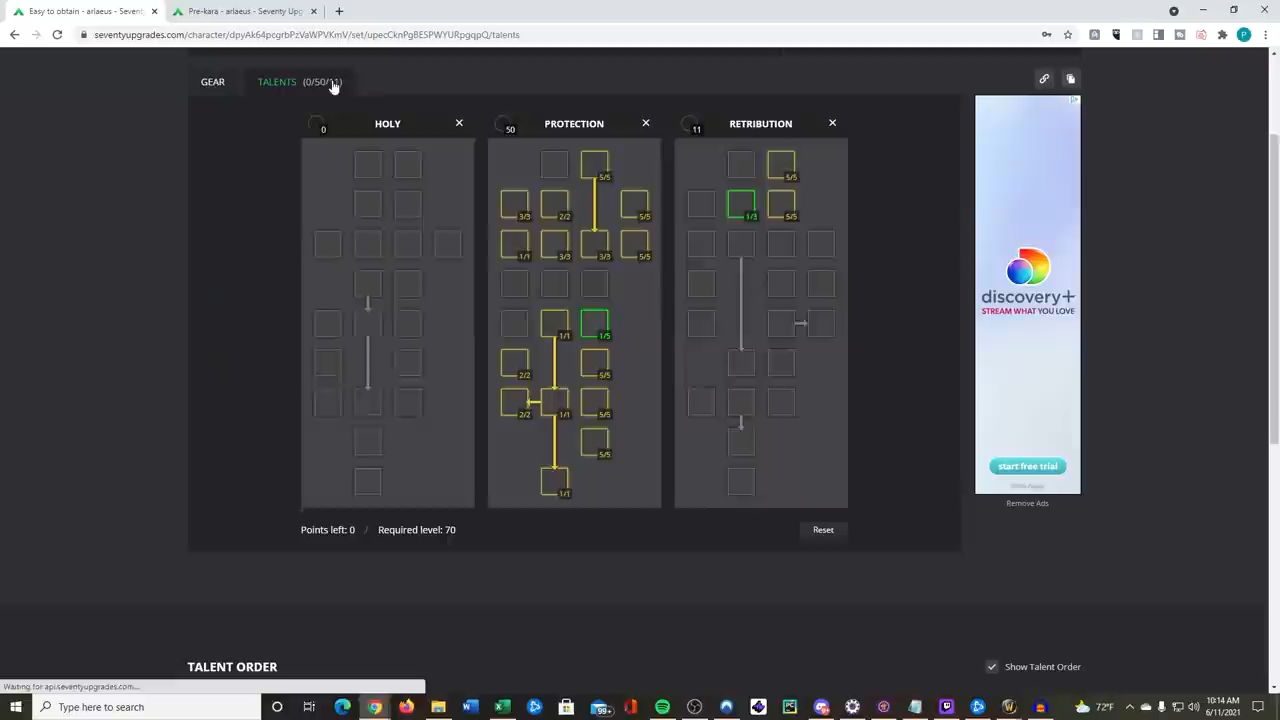 Easy to obtain - arlaeus - Sevent
Pre-kara - arlaeus - Seventy Upg
seventyupgrades.com/character/dpyAk64pcgrbPzVaWPVKmV/set/upecCknPgBESPWYURpgqpQ/talents
P
GEAR
TALENTS (0/50/11)
0 HOLY
50 PROTECTION
11 RETRIBUTION
5/5
5/5
3/3 2/2 5/5
1/3 5/5
1/1 3/3 3/3 5/5
1/1 1/5
2/2 5/5
2/2 1/1 5/5
5/5
1/1
discovery+
STREAM WHAT YOU LOVE
start free trial
Remove Ads
Points left: 0 / Required level: 70
Reset
TALENT ORDER
Show Talent Order
Waiting for api.seventyupgrades.com...
Type here to search
99+
72°F
10:14 AM
6/11/2021